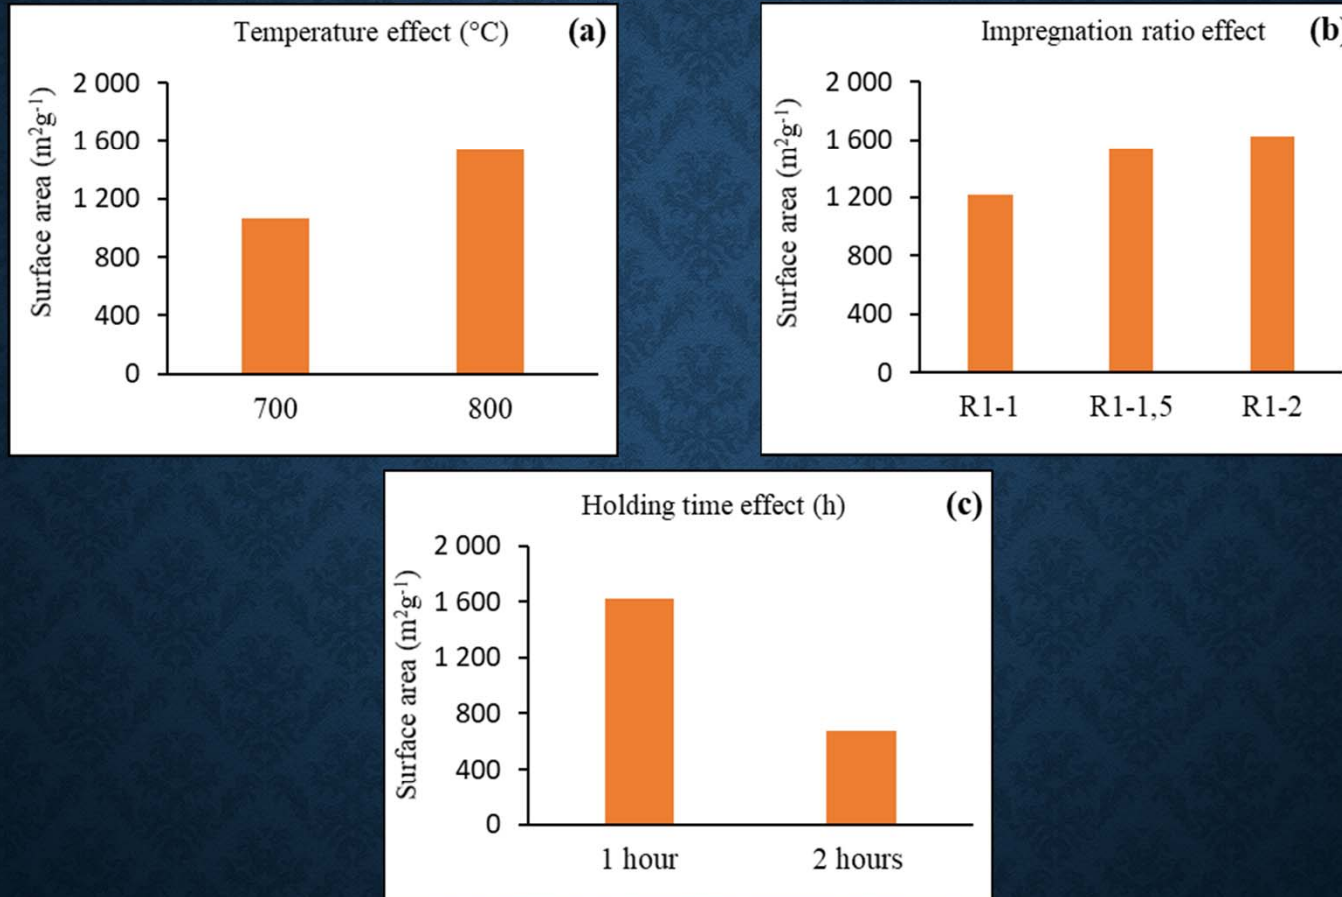 Temperature effect (°C)
(a)
Surface area (m²g⁻¹)
2 000
1 600
1 200
800
400
0
700 800
Impregnation ratio effect
(b)
Surface area (m²g⁻¹)
2 000
1 600
1 200
800
400
0
R1-1 R1-1,5 R1-2
Holding time effect (h)
(c)
Surface area (m²g⁻¹)
2 000
1 600
1 200
800
400
0
1 hour 2 hours